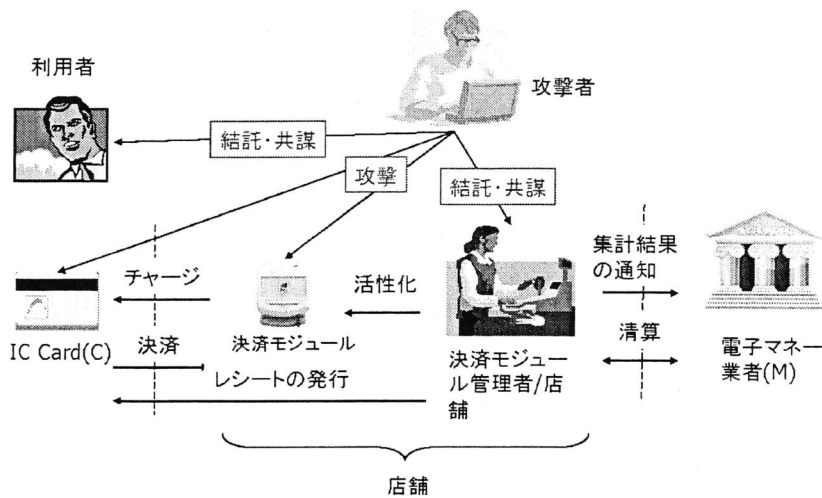 利用者
攻撃者
結託・共謀
攻撃
結託・共謀
チャージ
活性化
集計結果
の通知
IC Card(C)
決済
決済モジュール
レシートの発行
決済モジュー
ル管理者/店
舗
清算
電子マネー
業者(M)
店舗